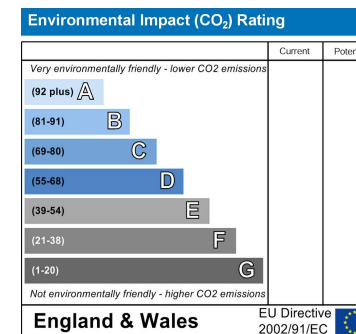 Environmental Impact (CO₂) Rating
Current Poten
Very environmentally friendly - lower CO2 emissions
(92 plus) A
(81-91) B
(69-80) C
(55-68) D
(39-54) E
(21-38) F
(1-20) G
Not environmentally friendly - higher CO2 emissions
England & Wales
EU Directive
2002/91/EC